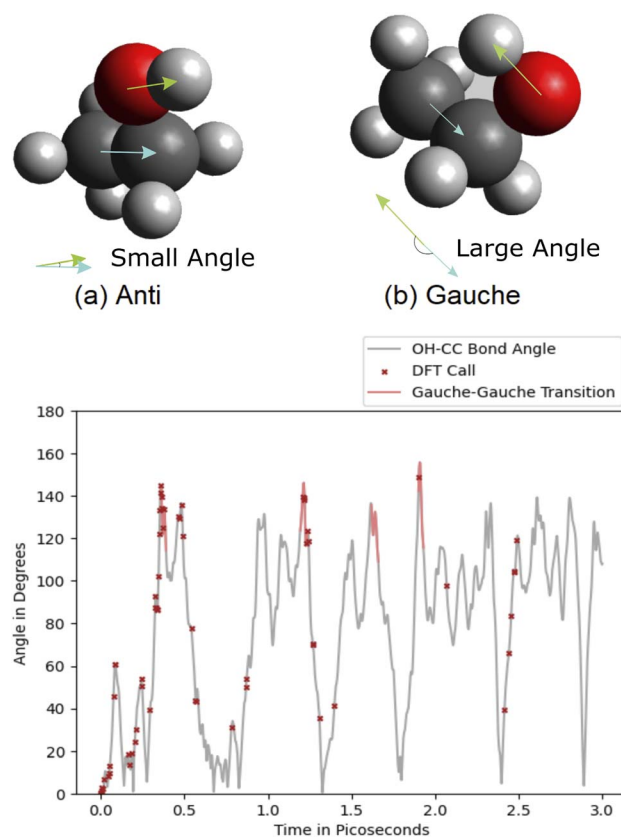 Small Angle
Large Angle
(a) Anti
(b) Gauche
OH-CC Bond Angle
DFT Call
Gauche-Gauche Transition
180
160
140
120
100
80
60
40
20
0
Angle in Degrees
0.0 0.5 1.0 1.5 2.0 2.5 3.0
Time in Picoseconds